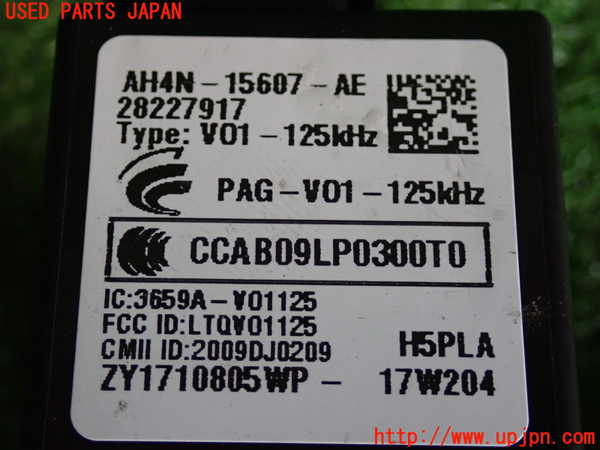 USED PARTS JAPAN
AH4N-15607-AE
28227917
Type: V01-125kHz
PAG-V01-125kHz
CCAB09LP0300T0
IC:3659A-V01125
FCC ID:LTQV01125
CMII ID:2009DJ0209
H5PLA
ZY1710805WP - 17W204
http://www.upjpn.com/